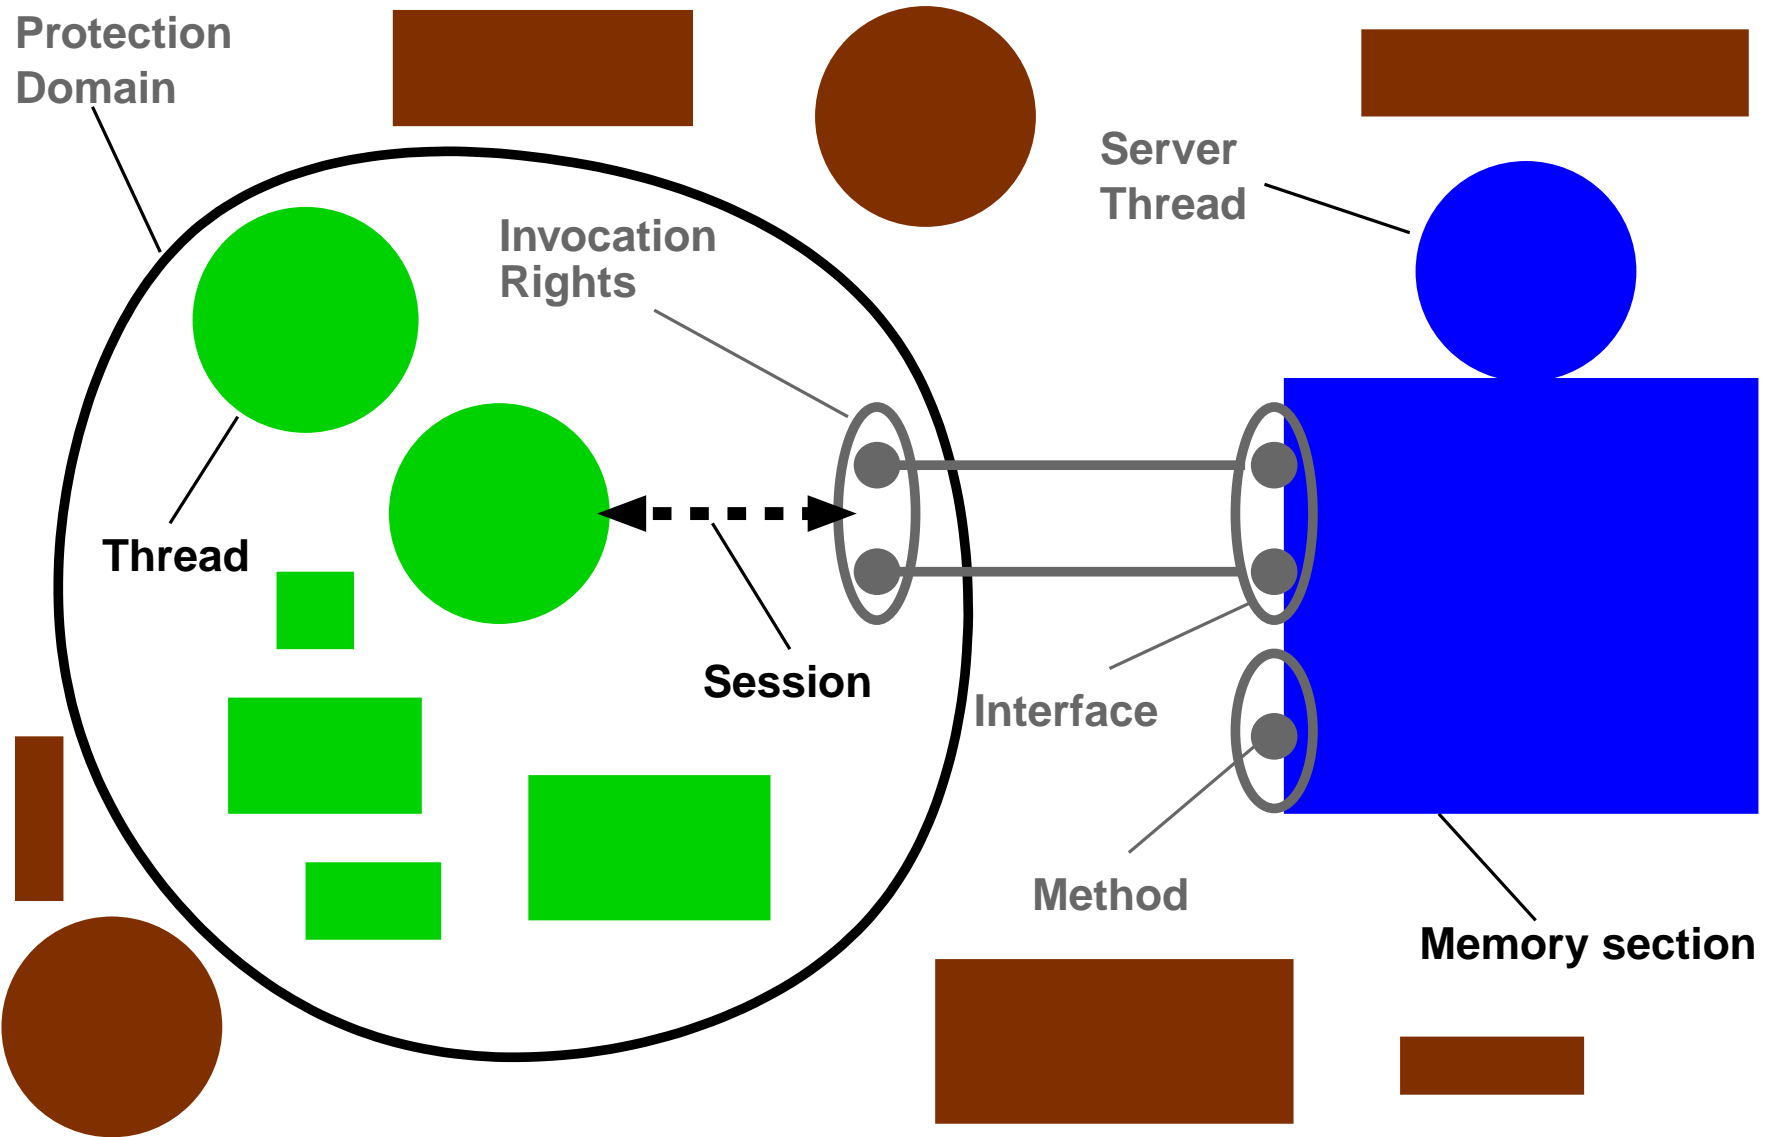 Protection
Domain
Server
Thread
Invocation
Rights
Thread
Session
Interface
Method
Memory section